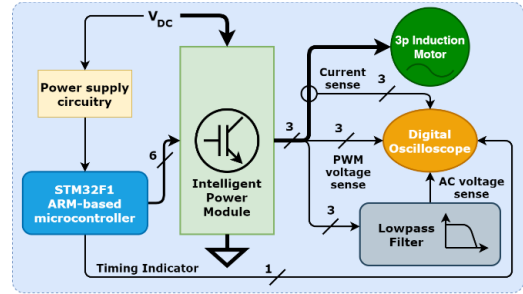 V DC
3p Induction
Motor
Current
sense
3
Power supply
circuitry
3
3
PWM
voltage
sense
Digital
Oscilloscope
6
Intelligent
Power
Module
STM32F1
ARM-based
microcontroller
AC voltage
sense
3
Lowpass
Filter
Timing Indicator
1